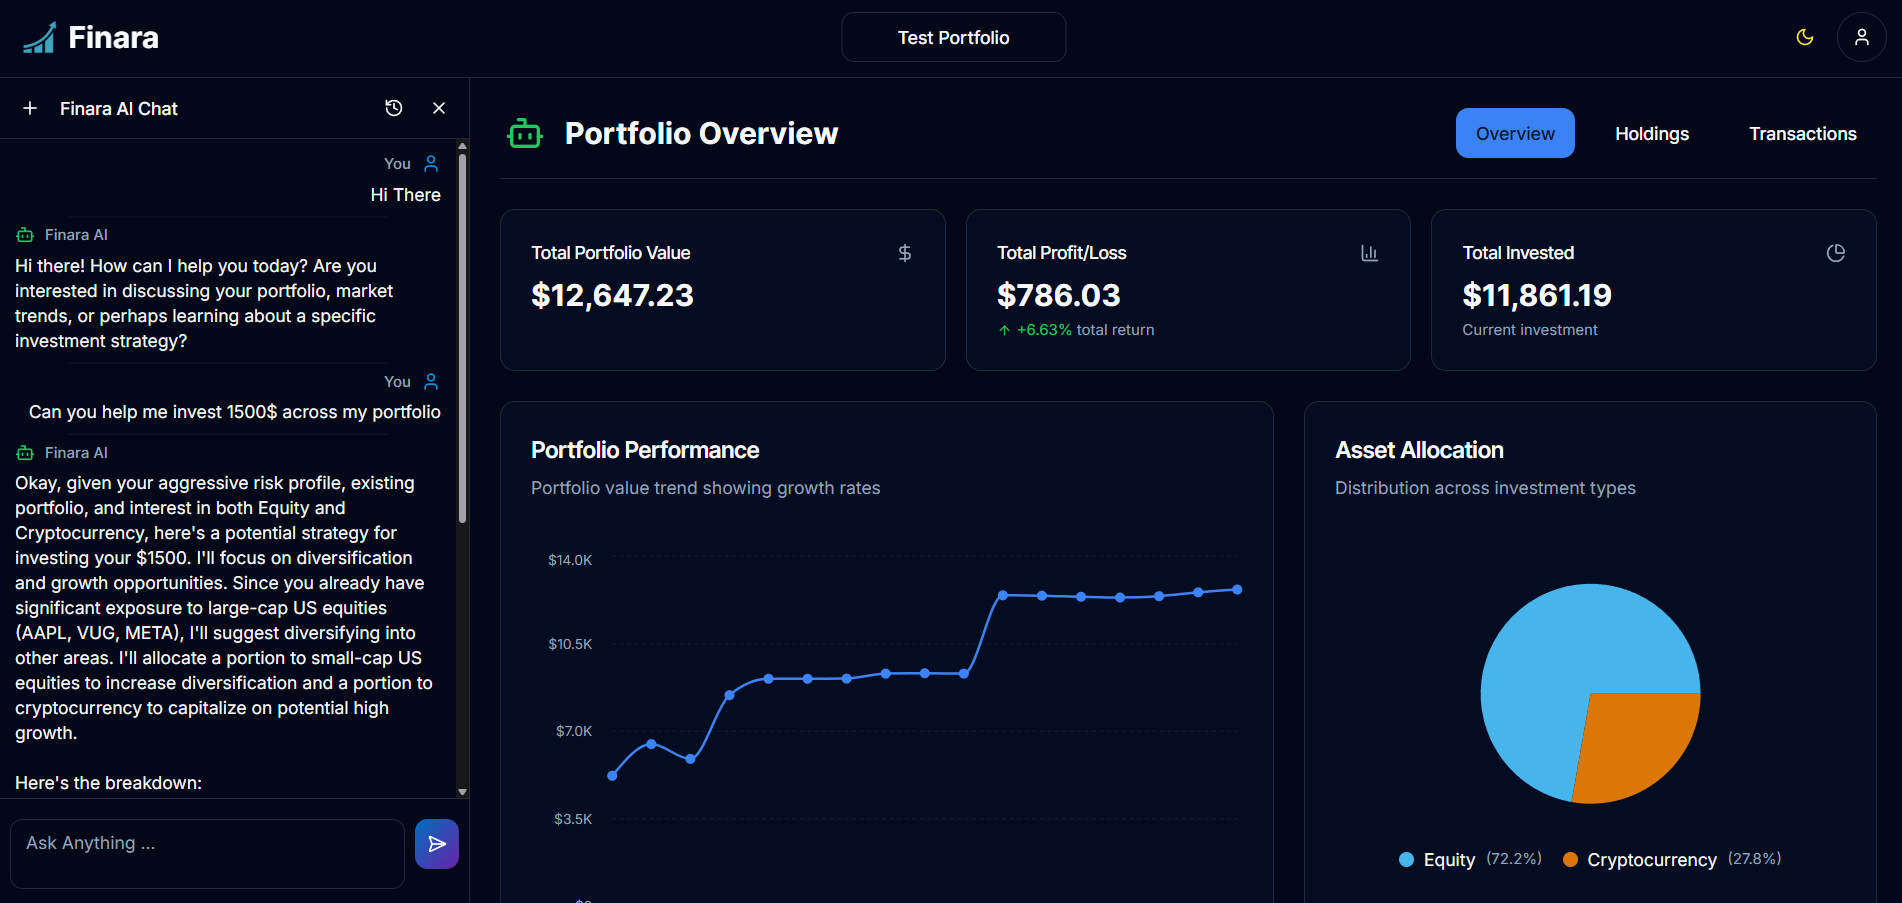 Finara
Test Portfolio
Finara AI Chat
You
Hi There
Finara AI
Hi there! How can I help you today? Are you
interested in discussing your portfolio, market
trends, or perhaps learning about a specific
investment strategy?
You
Can you help me invest 1500$ across my portfolio
Finara AI
Okay, given your aggressive risk profile, existing
portfolio, and interest in both Equity and
Cryptocurrency, here's a potential strategy for
investing your $1500. I'll focus on diversification
and growth opportunities. Since you already have
significant exposure to large-cap US equities
(AAPL, VUG, META), I'll suggest diversifying into
other areas. I'll allocate a portion to small-cap US
equities to increase diversification and a portion to
cryptocurrency to capitalize on potential high
growth.
Here's the breakdown:
Ask Anything ...
Portfolio Overview
Overview
Holdings
Transactions
Total Portfolio Value
$
$12,647.23
Total Profit/Loss
$786.03
+6.63% total return
Total Invested
$11,861.19
Current investment
Portfolio Performance
Portfolio value trend showing growth rates
$14.0K
$10.5K
$7.0K
$3.5K
Asset Allocation
Distribution across investment types
Equity (72.2%)
Cryptocurrency (27.8%)